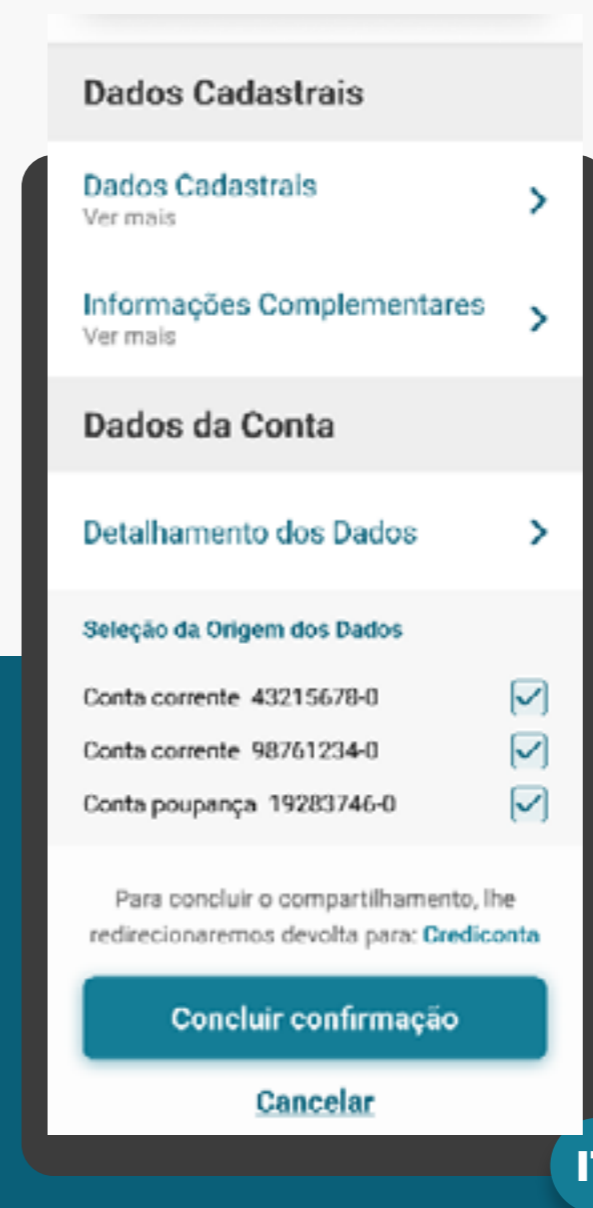 Dados Cadastrais
Dados Cadastrais
Ver mais
Informações Complementares
Ver mais
Dados da Conta
Detalhamento dos Dados
Seleção da Origem dos Dados
Conta corrente 43215678-0
Conta corrente 98761234-0
Conta poupança 19283746-0
Para concluir o compartilhamento, lhe
redirecionaremos devolta para: Crediconta
Concluir confirmação
Cancelar